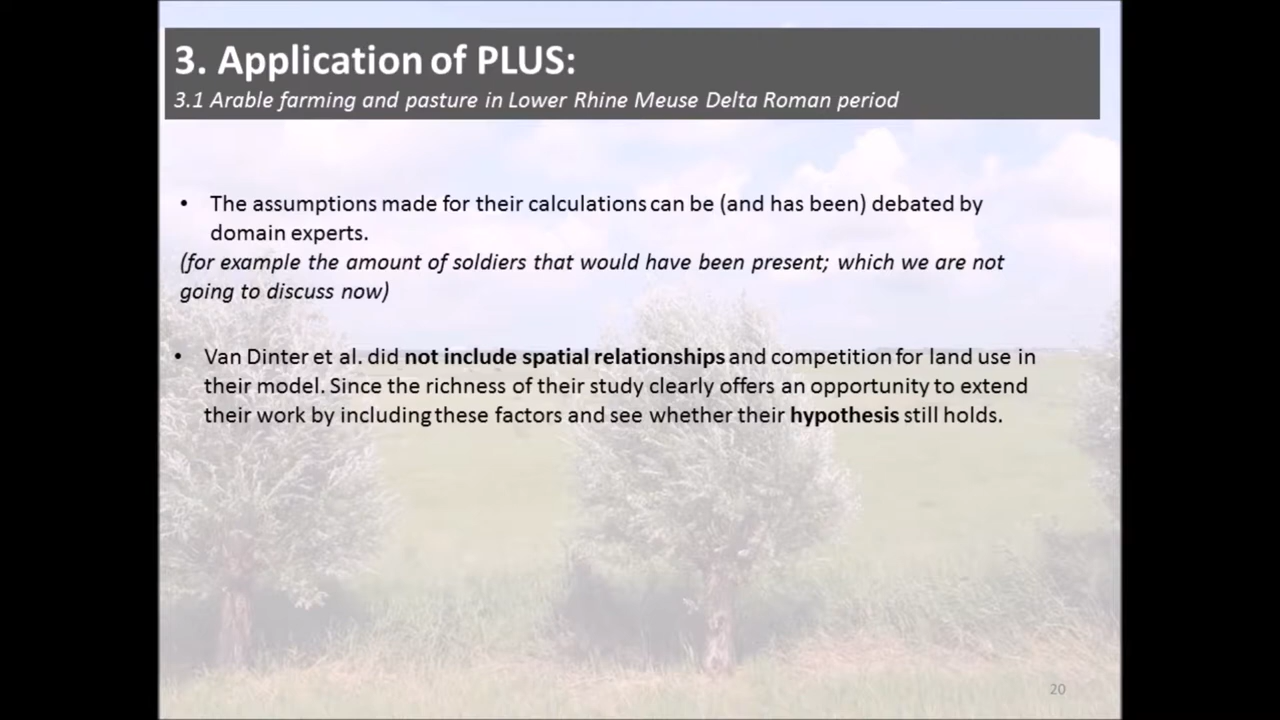 3. Application of PLUS:
3.1 Arable farming and pasture in Lower Rhine Meuse Delta Roman period
• The assumptions made for their calculations can be (and has been) debated by
domain experts.
(for example the amount of soldiers that would have been present; which we are not
going to discuss now)
• Van Dinter et al. did not include spatial relationships and competition for land use in
their model. Since the richness of their study clearly offers an opportunity to extend
their work by including these factors and see whether their hypothesis still holds.
20